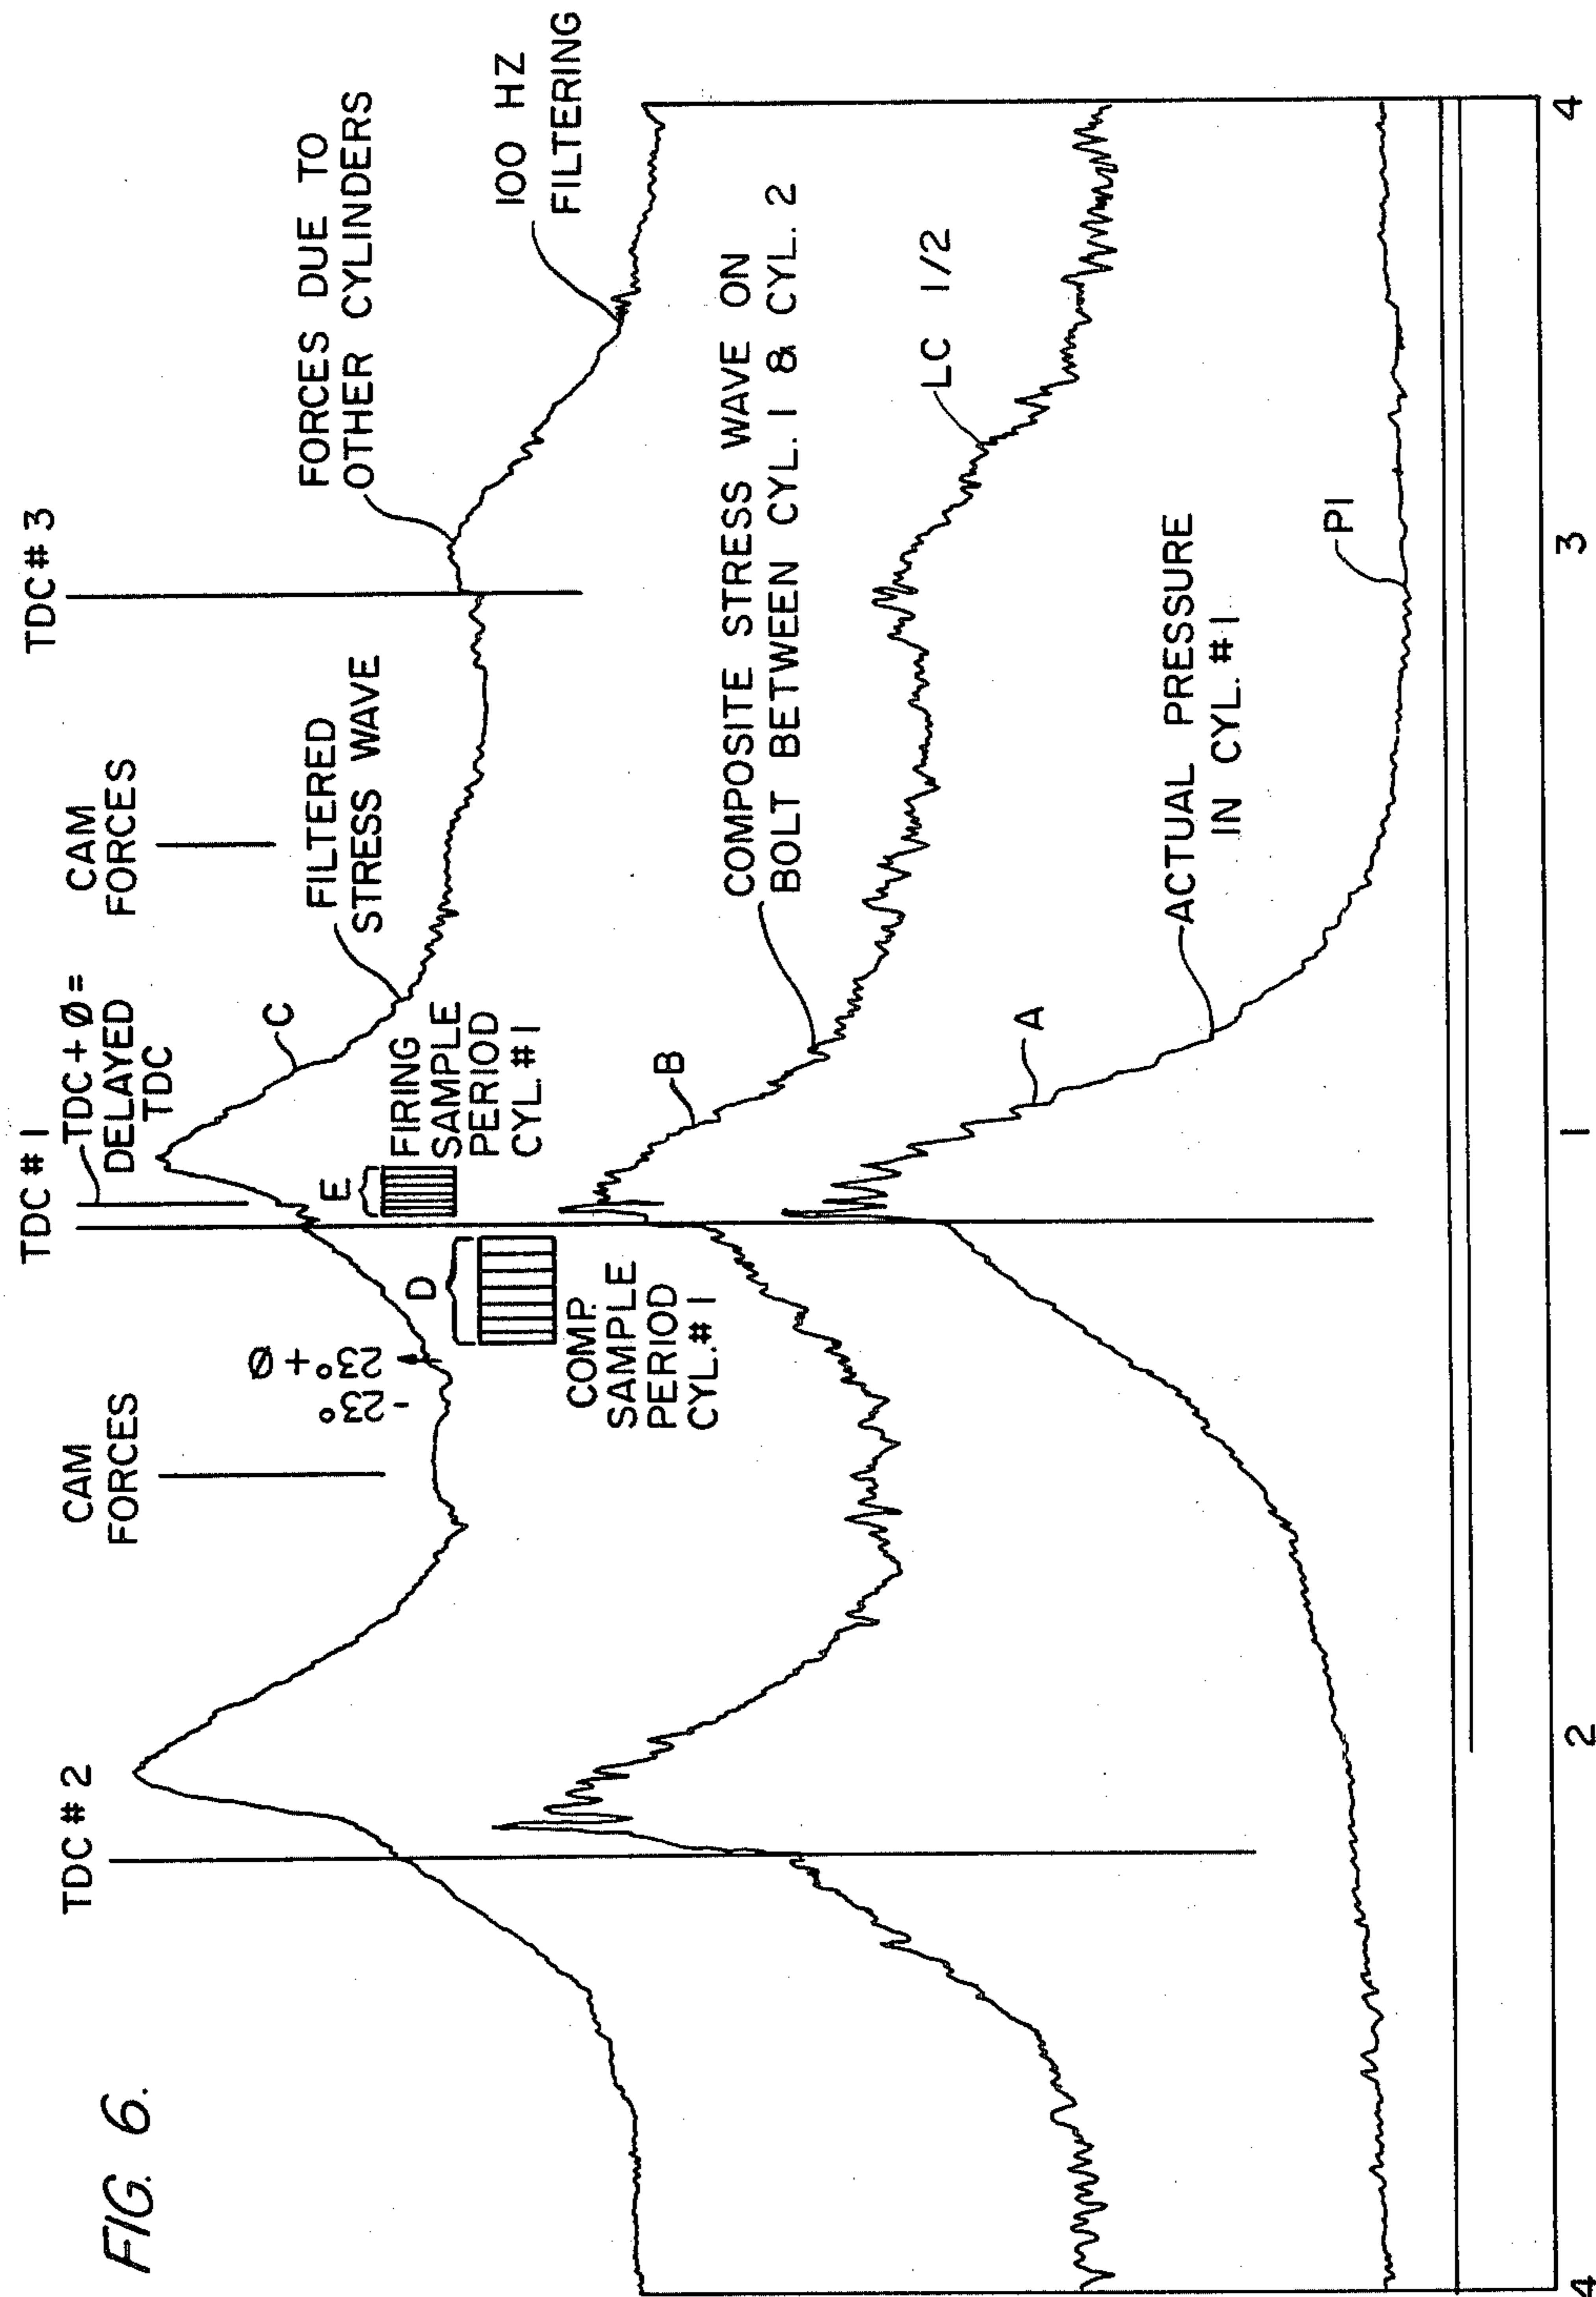 FIG. 6.
TDC # 2
CAM
FORCES
-23°
23° + Ø
TDC # 1
TDC + Ø =
DELAYED
TDC
C
CAM
FORCES
FILTERED
STRESS WAVE
TDC # 3
FORCES DUE TO
OTHER CYLINDERS
100 HZ
FILTERING
D
COMP.
SAMPLE
PERIOD
CYL. # 1
E
FIRING
SAMPLE
PERIOD
CYL. # 1
B
COMPOSITE STRESS WAVE ON
BOLT BETWEEN CYL. 1 & CYL. 2
LC 1/2
A
ACTUAL PRESSURE
IN CYL. # 1
P1
4
2
1
3
4